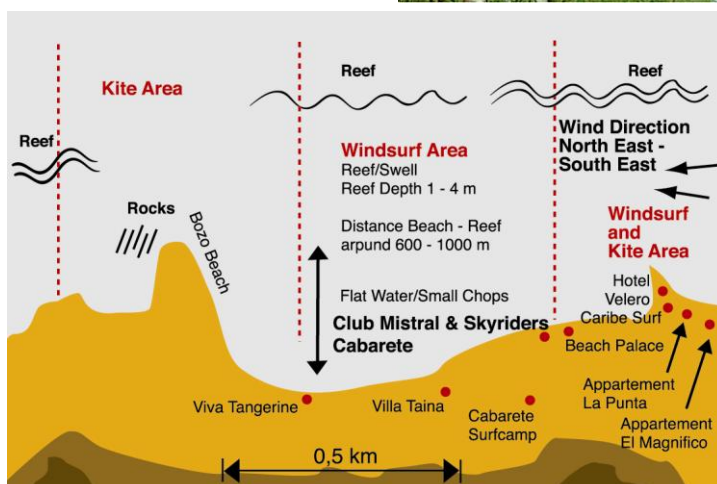 Reef
Kite Area
Rocks
Bozo Beach
Reef
Windsurf Area
Reef/Swell
Reef Depth 1 - 4 m
Distance Beach - Reef
arpund 600 - 1000 m
Flat Water/Small Chops
Club Mistral & Skyriders
Cabarete
Reef
Wind Direction
North East -
South East
Windsurf
and
Kite Area
Hotel
Velero
Caribe Surf
Beach Palace
Appartement
La Punta
Appartement
El Magnifico
Viva Tangerine
Villa Taina
Cabarete
Surfcamp
0,5 km